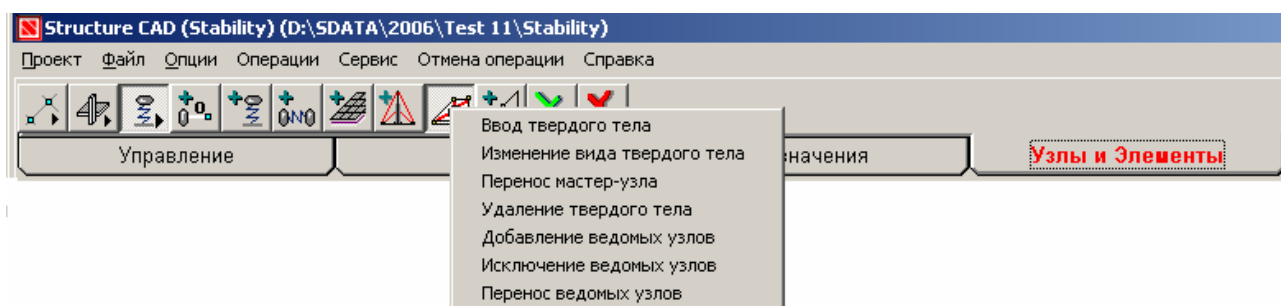 Structure CAD (Stability) (D:\SDATA\2006\Test 11\Stability)
Проект Файл Опции Операции Сервис Отмена операции Справка
Управление
значения
Узлы и Элементы
Ввод твердого тела
Изменение вида твердого тела
Перенос мастер-узла
Удаление твердого тела
Добавление ведомых узлов
Исключение ведомых узлов
Перенос ведомых узлов